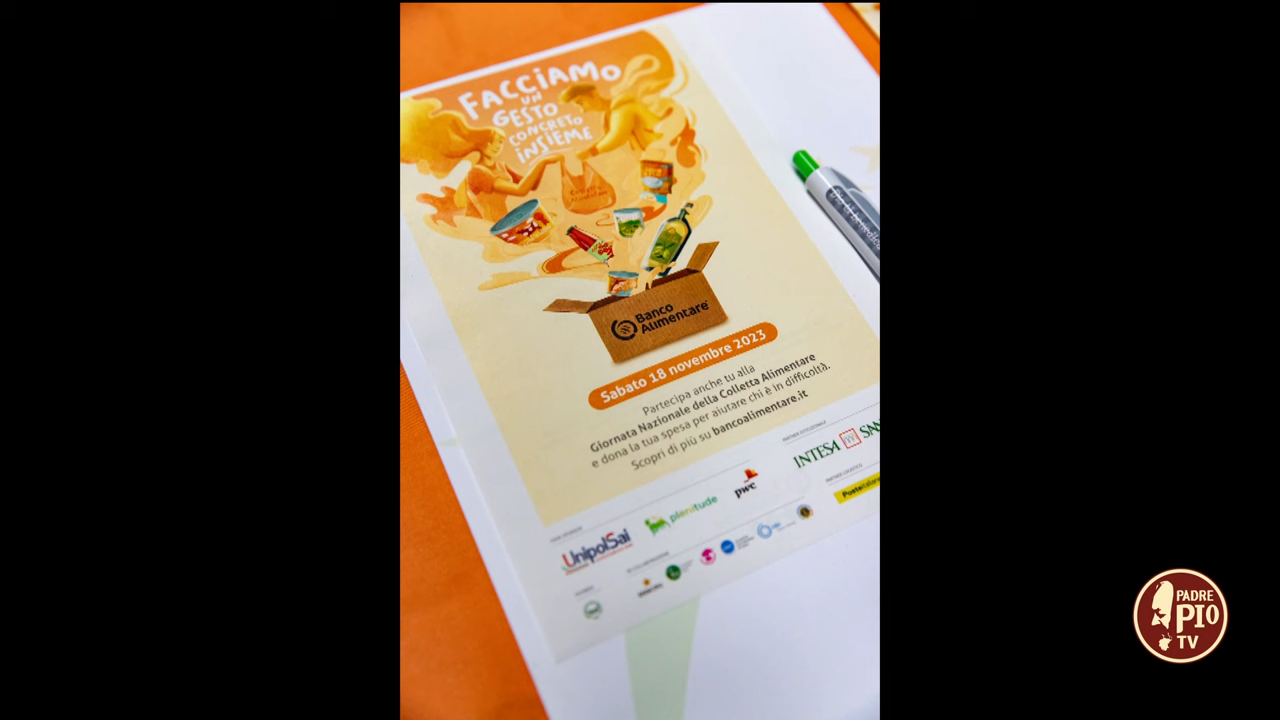 FACCIAMO
UN
GESTO
CONCRETO
INSIEME
Banco
Alimentare
Sabato 18 novembre 2023
Partecipa anche tu alla
Giornata Nazionale della Colletta Alimentare
e dona la tua spesa per aiutare chi è in difficoltà.
Scopri di più su bancoalimentare.it
INTESA SAN
Poste
UnipolSai
plenitude
pwc
PADRE
PIO
TV